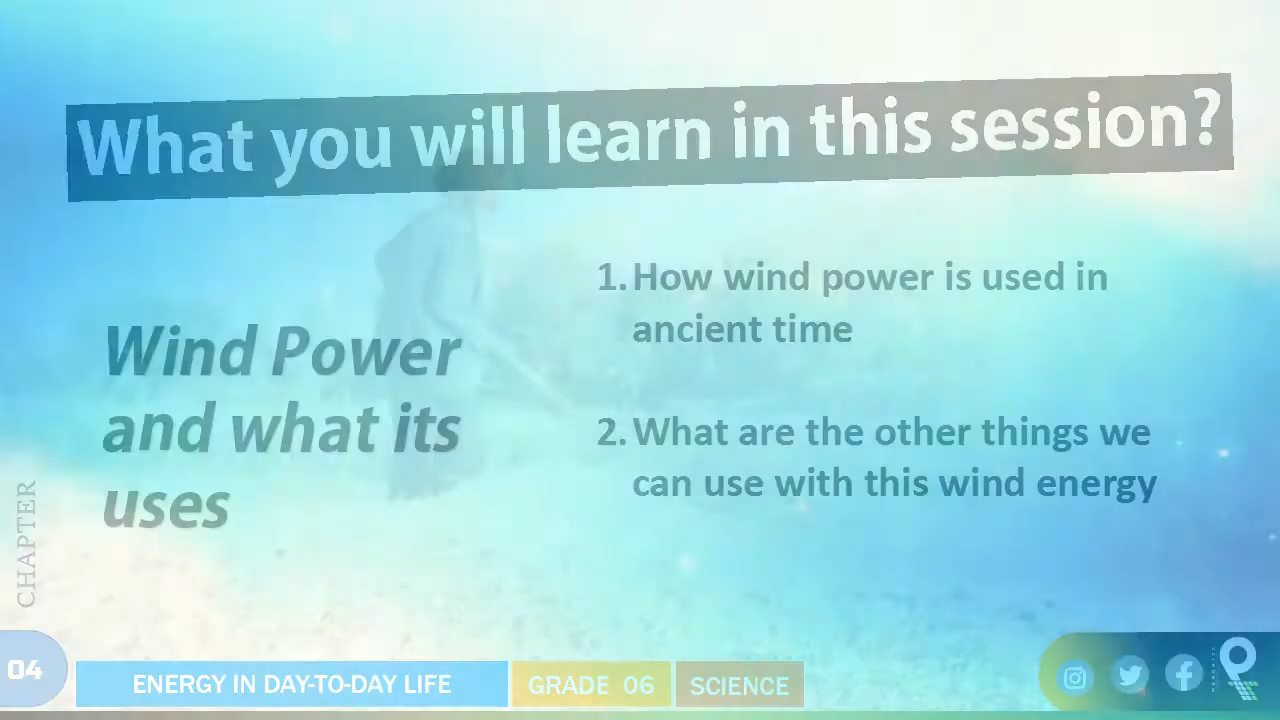 What you will learn in this session?
Wind Power
and what its
uses
1. How wind power is used in
ancient time
2. What are the other things we
can use with this wind energy
CHAPTER
04
ENERGY IN DAY-TO-DAY LIFE
GRADE 06
SCIENCE